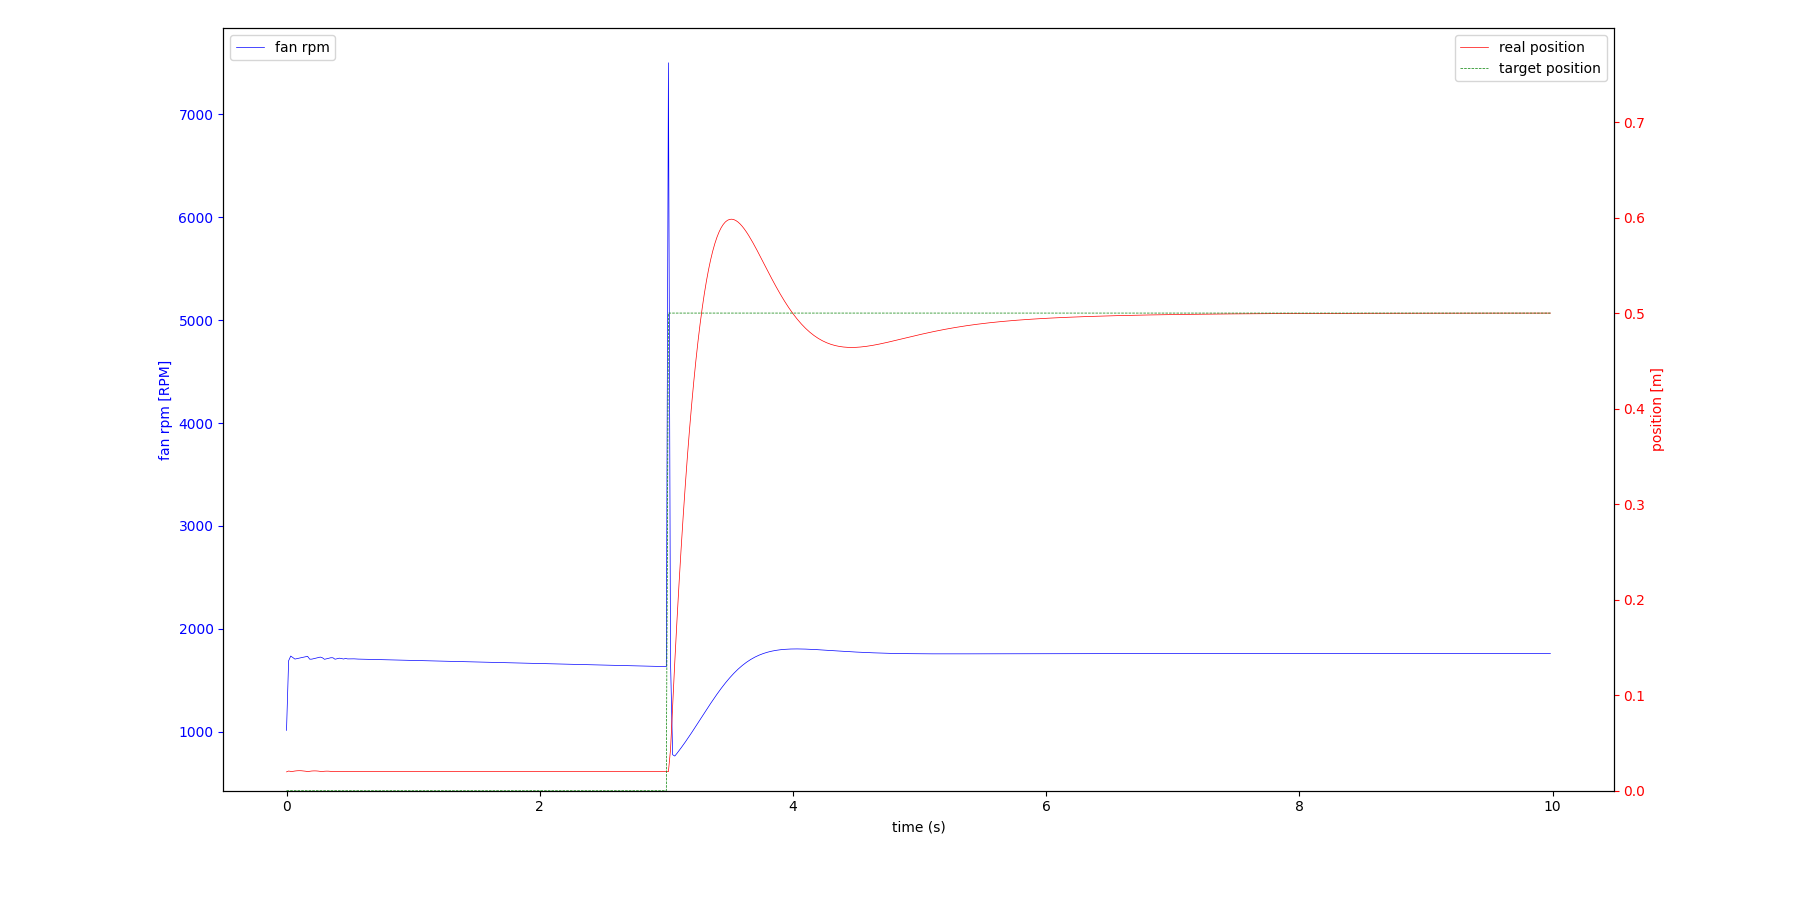 fan rpm
real position
target position
7000
6000
5000
4000
3000
2000
1000
fan rpm [RPM]
0.7
0.6
0.5
0.4
0.3
0.2
0.1
0.0
position [m]
0 2 4 6 8 10
time (s)